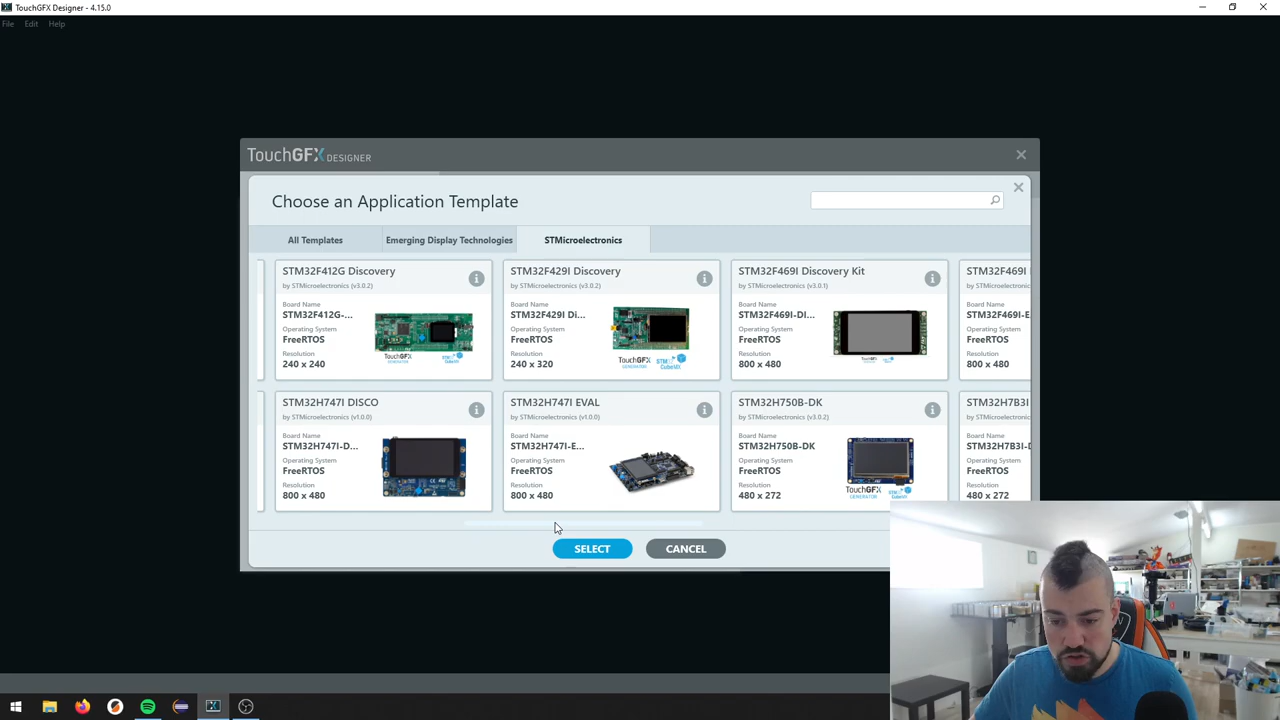 TouchGFX Designer - 4.15.0
File Edit Help
TouchGFX DESIGNER
Choose an Application Template
All Templates Emerging Display Technologies STMicroelectronics
STM32F412G Discovery
by STMicroelectronics (v3.0.2)
Board Name
STM32F412G-...
Operating System
FreeRTOS
Resolution
240 x 240
STM32F429I Discovery
by STMicroelectronics (v3.0.2)
Board Name
STM32F429I Di...
Operating System
FreeRTOS
Resolution
240 x 320
STM32F469I Discovery Kit
by STMicroelectronics (v3.0.1)
Board Name
STM32F469I-DI...
Operating System
FreeRTOS
Resolution
800 x 480
STM32F469I
by STMicroelectronics
Board Name
STM32F469I-E
Operating System
FreeRTOS
Resolution
800 x 480
STM32H747I DISCO
by STMicroelectronics (v1.0.0)
Board Name
STM32H747I-D...
Operating System
FreeRTOS
Resolution
800 x 480
STM32H747I EVAL
by STMicroelectronics (v1.0.0)
Board Name
STM32H747I-E...
Operating System
FreeRTOS
Resolution
800 x 480
STM32H750B-DK
by STMicroelectronics (v3.0.2)
Board Name
STM32H750B-DK
Operating System
FreeRTOS
Resolution
480 x 272
STM32H7B3I
by STMicroelectronics
Board Name
STM32H7B3I-D
Operating System
FreeRTOS
Resolution
480 x 272
SELECT CANCEL